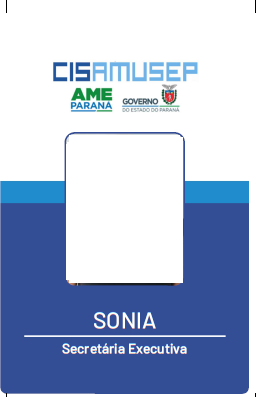 CISAMUSEP
AME
PARANÁ
GOVERNO
DO ESTADO DO PARANÁ
SONIA
Secretária Executiva